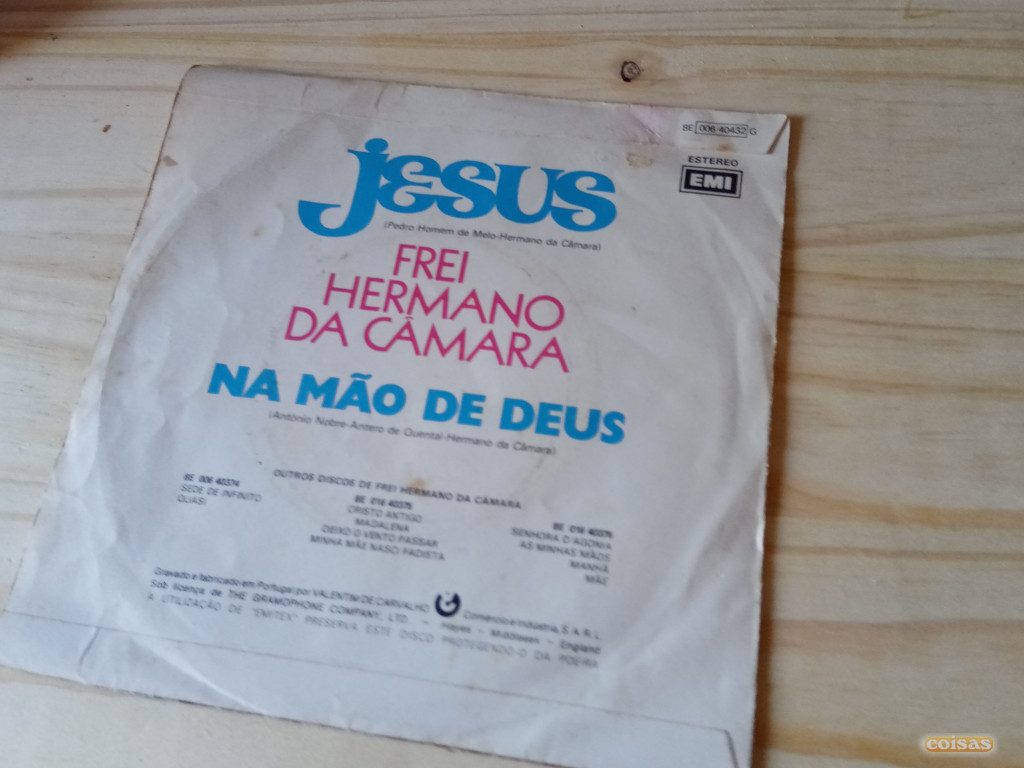 8E 006 40432 G
ESTEREO
EMI
jesus
(Pedro Homem de Melo-Hermano da Câmara)
FREI
HERMANO
DA CÂMARA
NA MÃO DE DEUS
(António Nobre-Antero de Quental-Hermano da Câmara)
OUTROS DISCOS DE FREI HERMANO DA CÂMARA
8E 006 40374
SEDE DE INFINITO
QUASI
8E 016 40375
CRISTO ANTIGO
MADALENA
DEIXO O VENTO PASSAR
MINHA MÃE NASCI FADISTA
8E 016 40376
SENHORA D'AGONIA
AS MINHAS MÃOS
MANHÃ
MÃE
Gravado e fabricado em Portugal por VALENTIM DE CARVALHO Comércio e Indústria, S.A.R.L.
Sob. licença de THE GRAMOPHONE COMPANY, LTD. - Hayes - Middlesex - England
A UTILIZAÇÃO DE "EMITEX" PRESERVA ESTE DISCO PROTEGENDO-O DA POEIRA
coisas